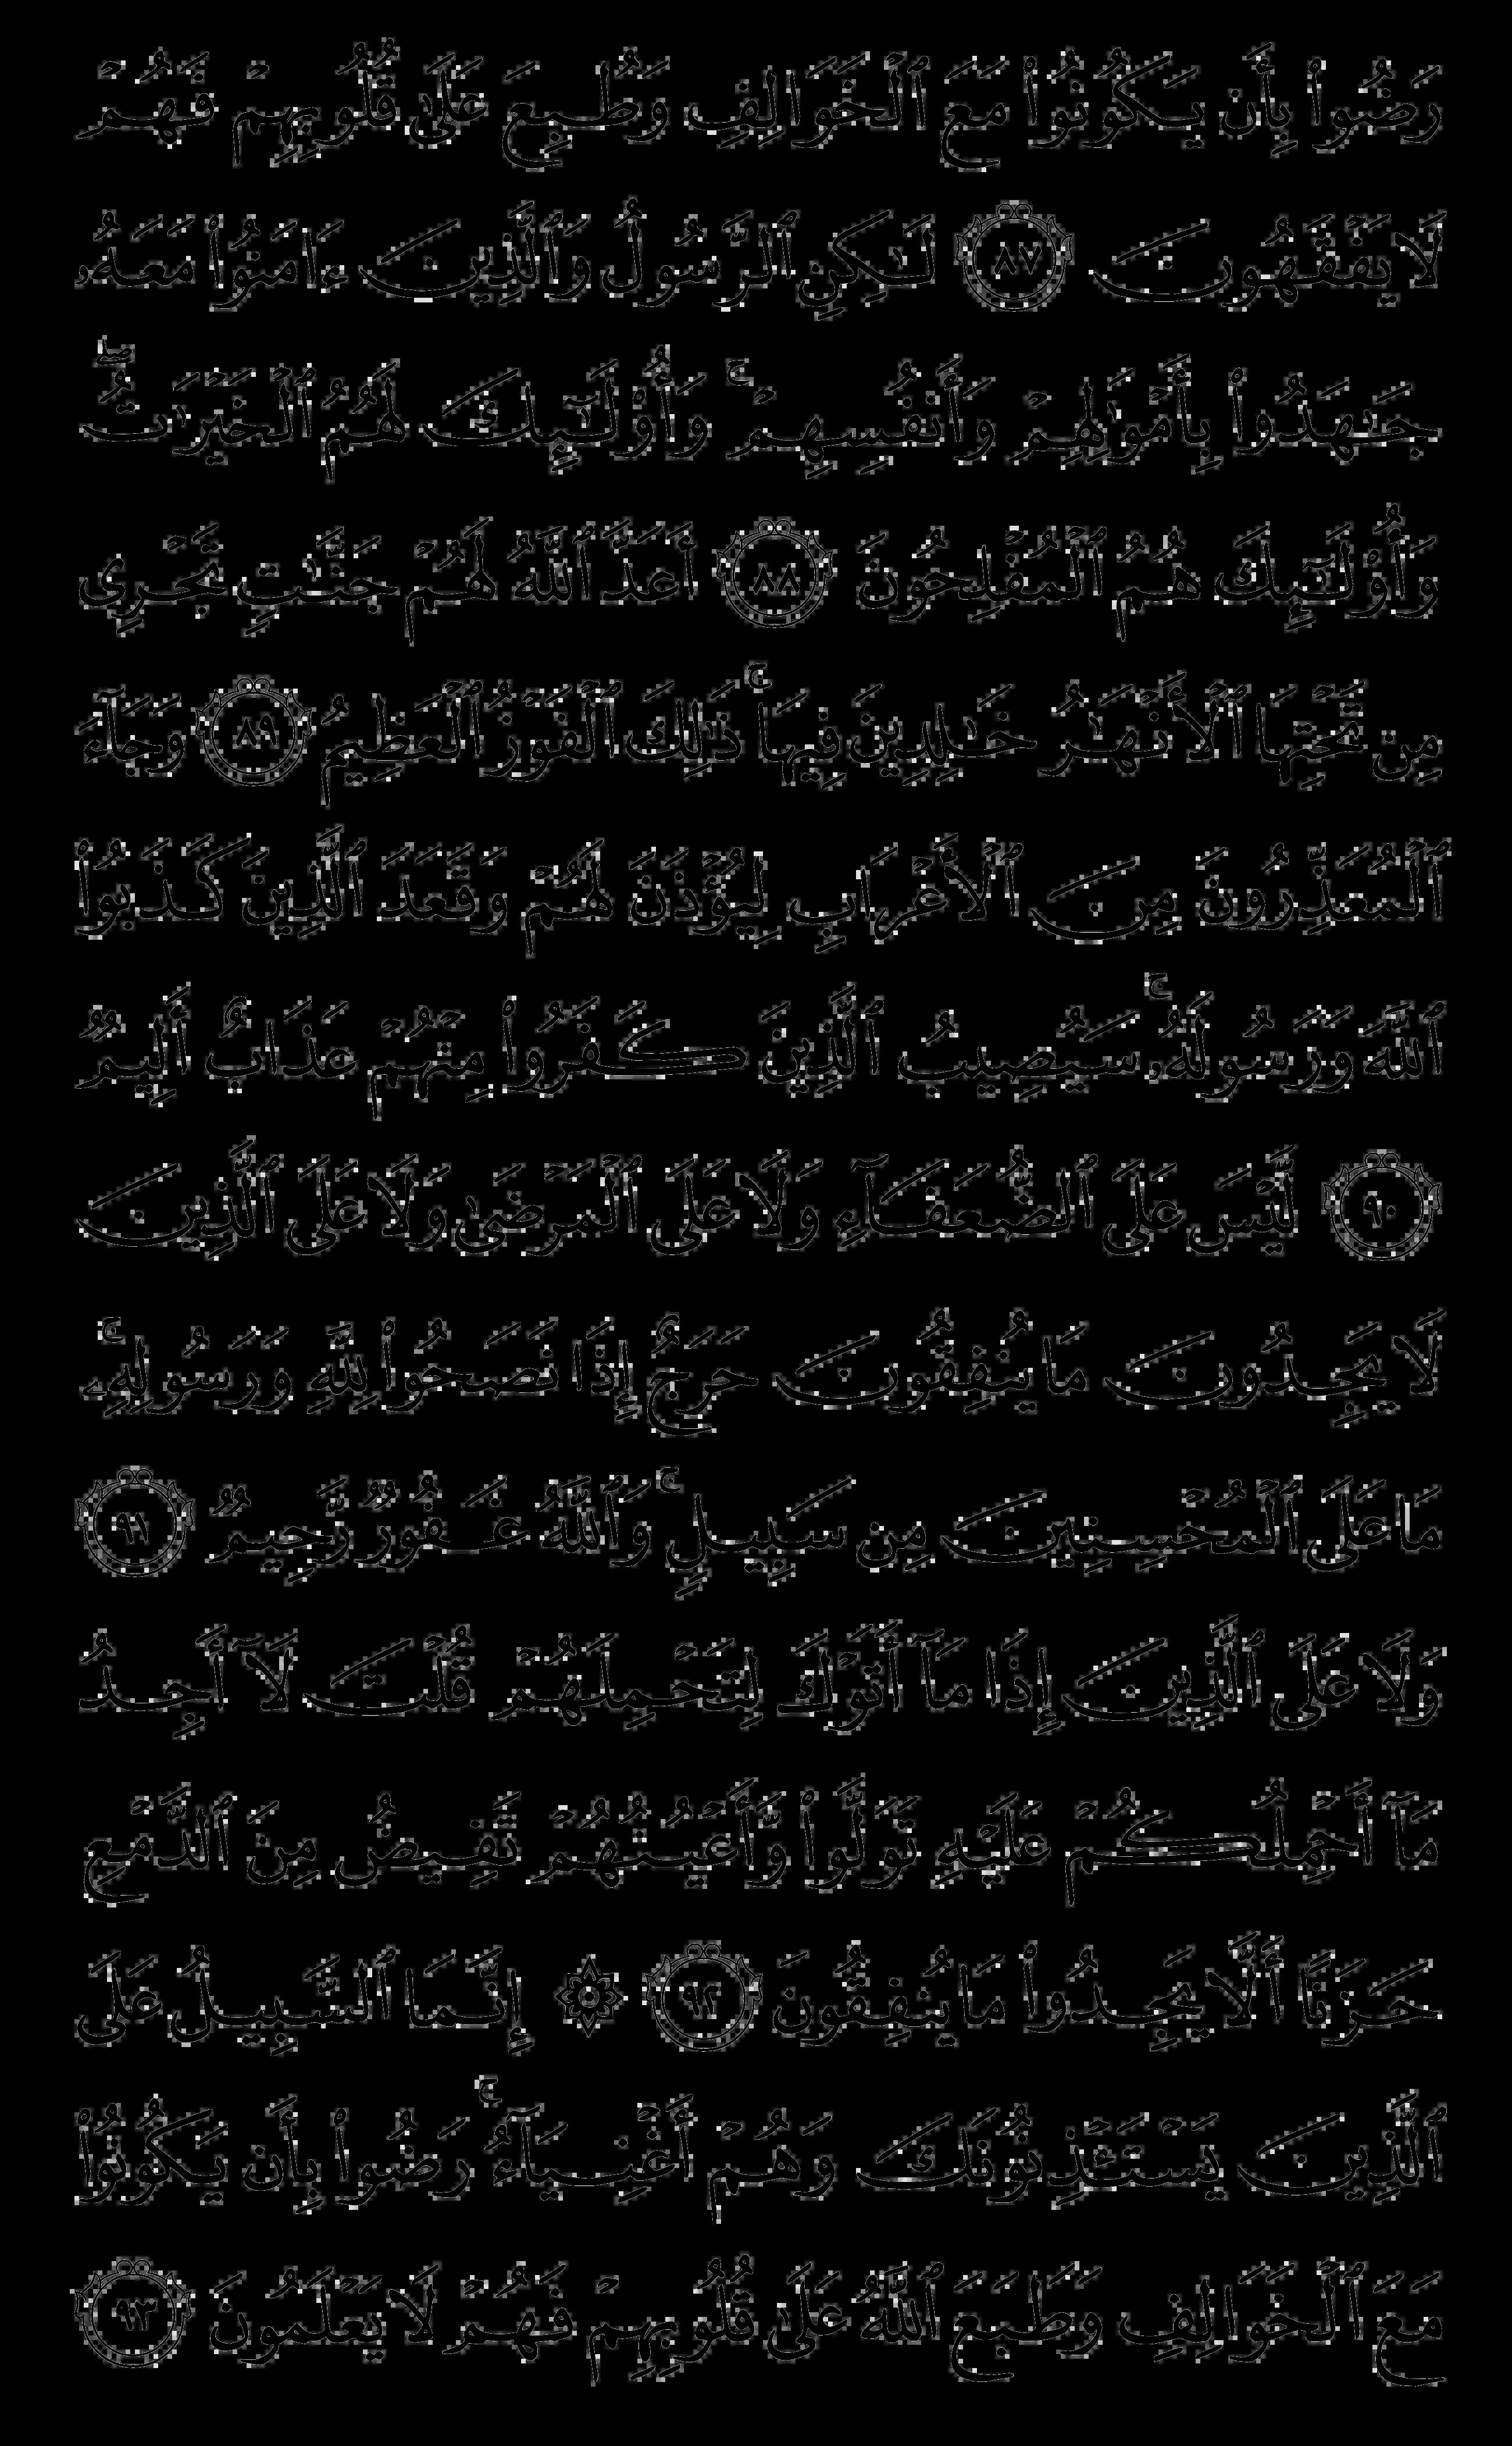 رَضُوا۟ بِأَن يَكُونُوا۟ مَعَ ٱلْخَوَالِفِ وَطُبِعَ عَلَىٰ قُلُوبِهِمْ فَهُمْ
لَا يَفْقَهُونَ ٨٧ لَـٰكِنِ ٱلرَّسُولُ وَٱلَّذِينَ ءَامَنُوا۟ مَعَهُۥ
جَـٰهَدُوا۟ بِأَمْوَٰلِهِمْ وَأَنفُسِهِمْ ۚ وَأُو۟لَـٰٓئِكَ لَهُمُ ٱلْخَيْرَٰتُ ۖ
وَأُو۟لَـٰٓئِكَ هُمُ ٱلْمُفْلِحُونَ ٨٨ أَعَدَّ ٱللَّهُ لَهُمْ جَنَّـٰتٍ تَجْرِى
مِن تَحْتِهَا ٱلْأَنْهَـٰرُ خَـٰلِدِينَ فِيهَا ۚ ذَٰلِكَ ٱلْفَوْزُ ٱلْعَظِيمُ ٨٩ وَجَآءَ
ٱلْمُعَذِّرُونَ مِنَ ٱلْأَعْرَابِ لِيُؤْذَنَ لَهُمْ وَقَعَدَ ٱلَّذِينَ كَذَبُوا۟
ٱللَّهَ وَرَسُولَهُۥ ۚ سَيُصِيبُ ٱلَّذِينَ كَفَرُوا۟ مِنْهُمْ عَذَابٌ أَلِيمٌ
٩٠ لَّيْسَ عَلَى ٱلضُّعَفَآءِ وَلَا عَلَى ٱلْمَرْضَىٰ وَلَا عَلَى ٱلَّذِينَ
لَا يَجِدُونَ مَا يُنفِقُونَ حَرَجٌ إِذَا نَصَحُوا۟ لِلَّهِ وَرَسُولِهِۦ ۚ
مَا عَلَى ٱلْمُحْسِنِينَ مِن سَبِيلٍ ۚ وَٱللَّهُ غَفُورٌ رَّحِيمٌ ٩١
وَلَا عَلَى ٱلَّذِينَ إِذَا مَآ أَتَوْكَ لِتَحْمِلَهُمْ قُلْتَ لَآ أَجِدُ
مَآ أَحْمِلُكُمْ عَلَيْهِ تَوَلَّوا۟ وَّأَعْيُنُهُمْ تَفِيضُ مِنَ ٱلدَّمْعِ
حَزَنًا أَلَّا يَجِدُوا۟ مَا يُنفِقُونَ ٩٢ ۞ إِنَّمَا ٱلسَّبِيلُ عَلَى
ٱلَّذِينَ يَسْتَـْٔذِنُونَكَ وَهُمْ أَغْنِيَآءُ ۚ رَضُوا۟ بِأَن يَكُونُوا۟
مَعَ ٱلْخَوَالِفِ وَطَبَعَ ٱللَّهُ عَلَىٰ قُلُوبِهِمْ فَهُمْ لَا يَعْلَمُونَ ٩٣